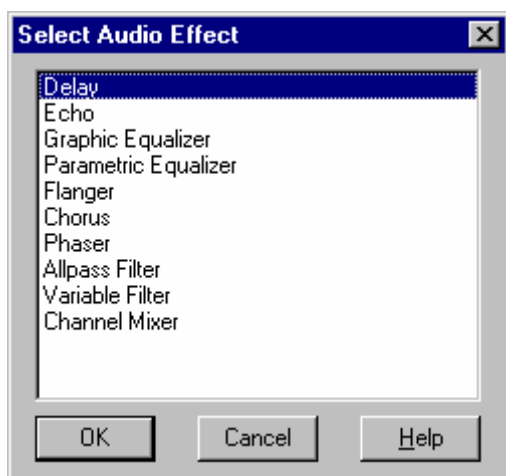 Select Audio Effect
Delay
Echo
Graphic Equalizer
Parametric Equalizer
Flanger
Chorus
Phaser
Allpass Filter
Variable Filter
Channel Mixer
OK Cancel Help